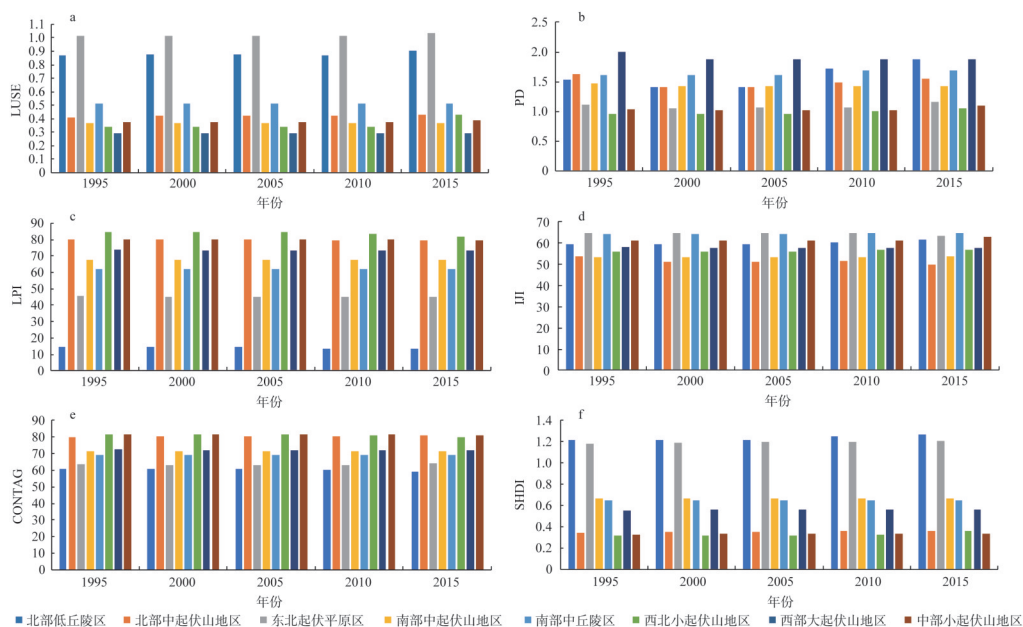 a
LUSE
1.1
1.0
0.9
0.8
0.7
0.6
0.5
0.4
0.3
0.2
0.1
0
1995 2000 2005 2010 2015
年份
b
PD
2.5
2.0
1.5
1.0
0.5
0
1995 2000 2005 2010 2015
年份
c
LPI
90
80
70
60
50
40
30
20
10
0
1995 2000 2005 2010 2015
年份
d
IJI
70
60
50
40
30
20
10
0
1995 2000 2005 2010 2015
年份
e
CONTAG
90
80
70
60
50
40
30
20
10
0
1995 2000 2005 2010 2015
年份
f
SHDI
1.4
1.2
1.0
0.8
0.6
0.4
0.2
0
1995 2000 2005 2010 2015
年份
北部低丘陵区 北部中起伏山地区 东北起伏平原区 南部中起伏山地区 南部中丘陵区 西北小起伏山地区 西部大起伏山地区 中部小起伏山地区